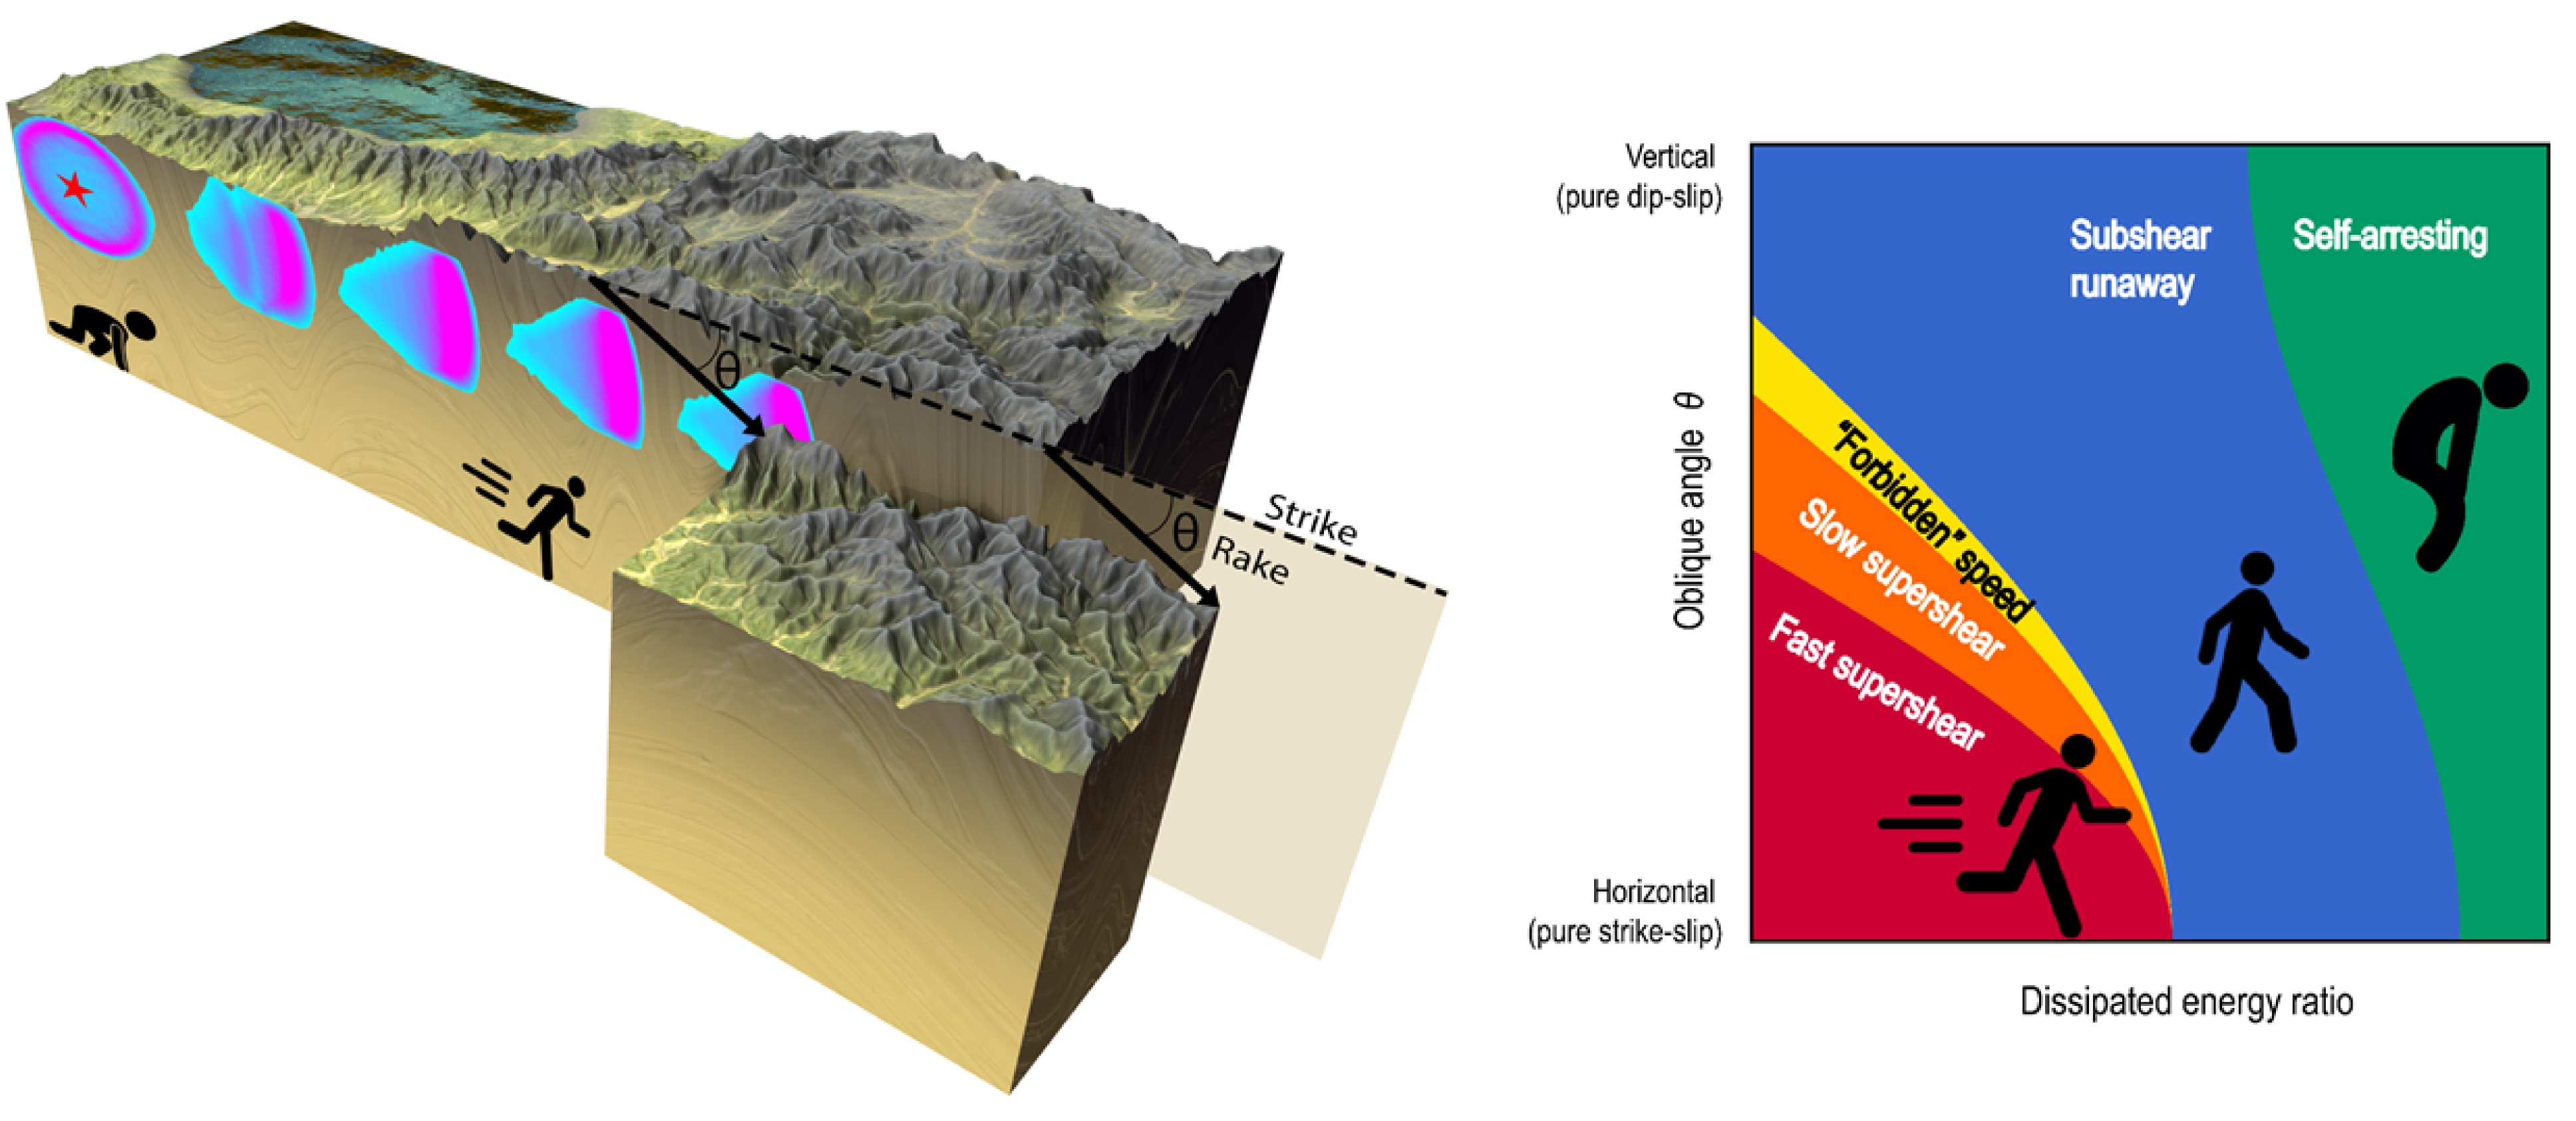 θ
θ
Strike
Rake
Vertical
(pure dip-slip)
Oblique angle θ
Horizontal
(pure strike-slip)
Subshear
runaway
Self-arresting
“Forbidden” speed
Slow supershear
Fast supershear
Dissipated energy ratio